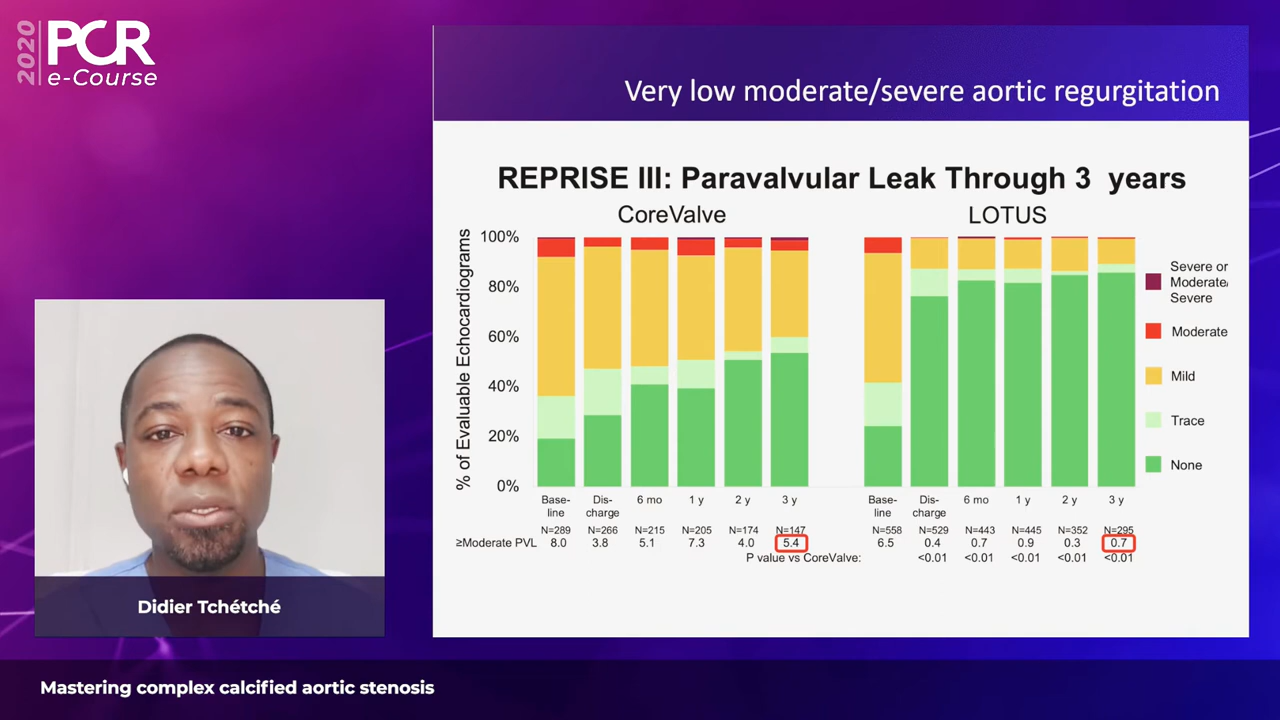 2020
PCR
e-Course
Very low moderate/severe aortic regurgitation
REPRISE III: Paravalvular Leak Through 3 years
CoreValve
LOTUS
% of Evaluable Echocardiograms
100%
80%
60%
40%
20%
0%
Severe or
Moderate/
Severe
Moderate
Mild
Trace
None
Base-
line
Dis-
charge
6 mo
1 y
2 y
3 y
Base-
line
Dis-
charge
6 mo
1 y
2 y
3 y
N=289 N=266 N=215 N=205 N=174 N=147 N=558 N=529 N=443 N=445 N=352 N=295
≥Moderate PVL 8.0 3.8 5.1 7.3 4.0 5.4 6.5 0.4 0.7 0.9 0.3 0.7
P value vs CoreValve: <0.01 <0.01 <0.01 <0.01 <0.01
Didier Tchétché
Mastering complex calcified aortic stenosis